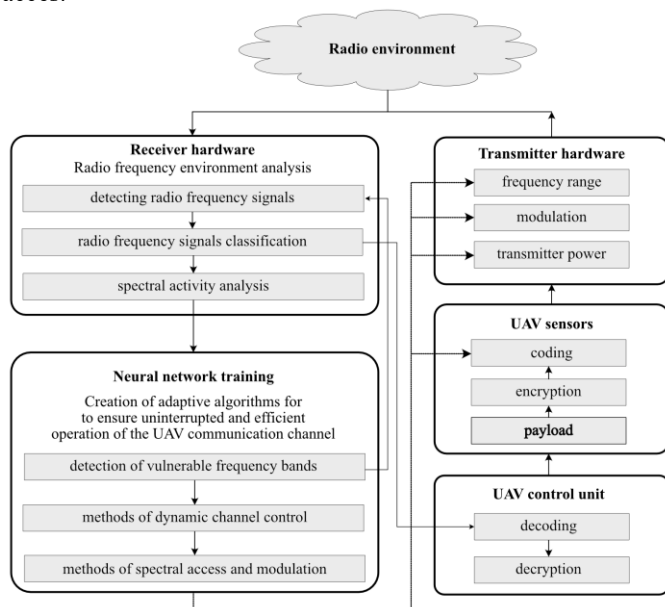 Radio environment
Receiver hardware
Radio frequency environment analysis
detecting radio frequency signals
radio frequency signals classification
spectral activity analysis
Neural network training
Creation of adaptive algorithms for
to ensure uninterrupted and efficient
operation of the UAV communication channel
detection of vulnerable frequency bands
methods of dynamic channel control
methods of spectral access and modulation
Transmitter hardware
frequency range
modulation
transmitter power
UAV sensors
coding
encryption
payload
UAV control unit
decoding
decryption